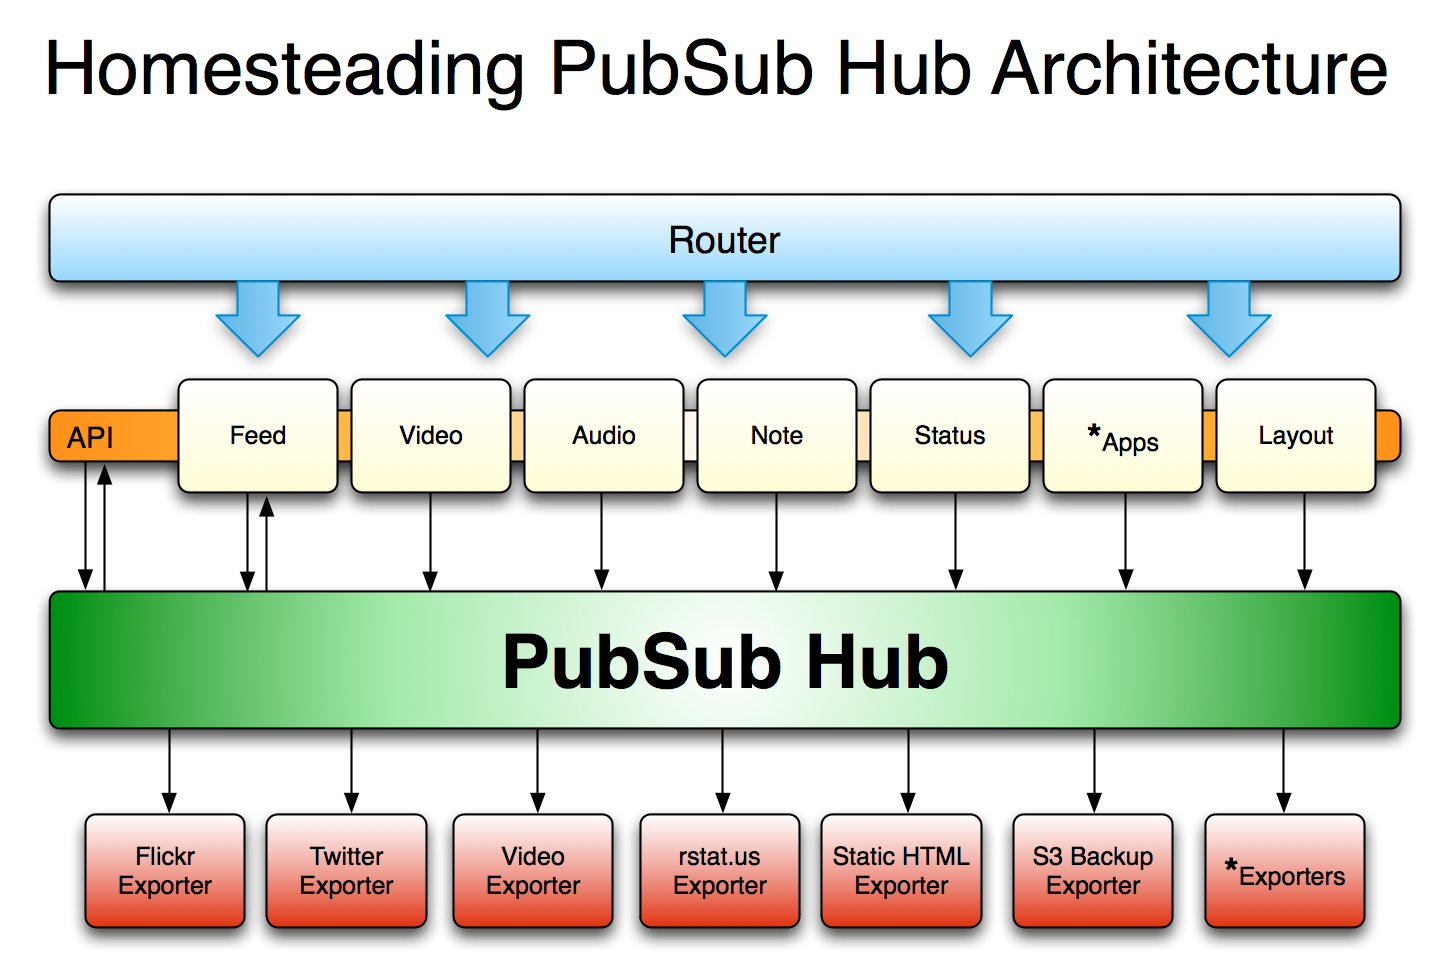 Homesteading PubSub Hub Architecture
Router
API
Feed
Video
Audio
Note
Status
*Apps
Layout
PubSub Hub
Flickr
Exporter
Twitter
Exporter
Video
Exporter
rstat.us
Exporter
Static HTML
Exporter
S3 Backup
Exporter
*Exporters